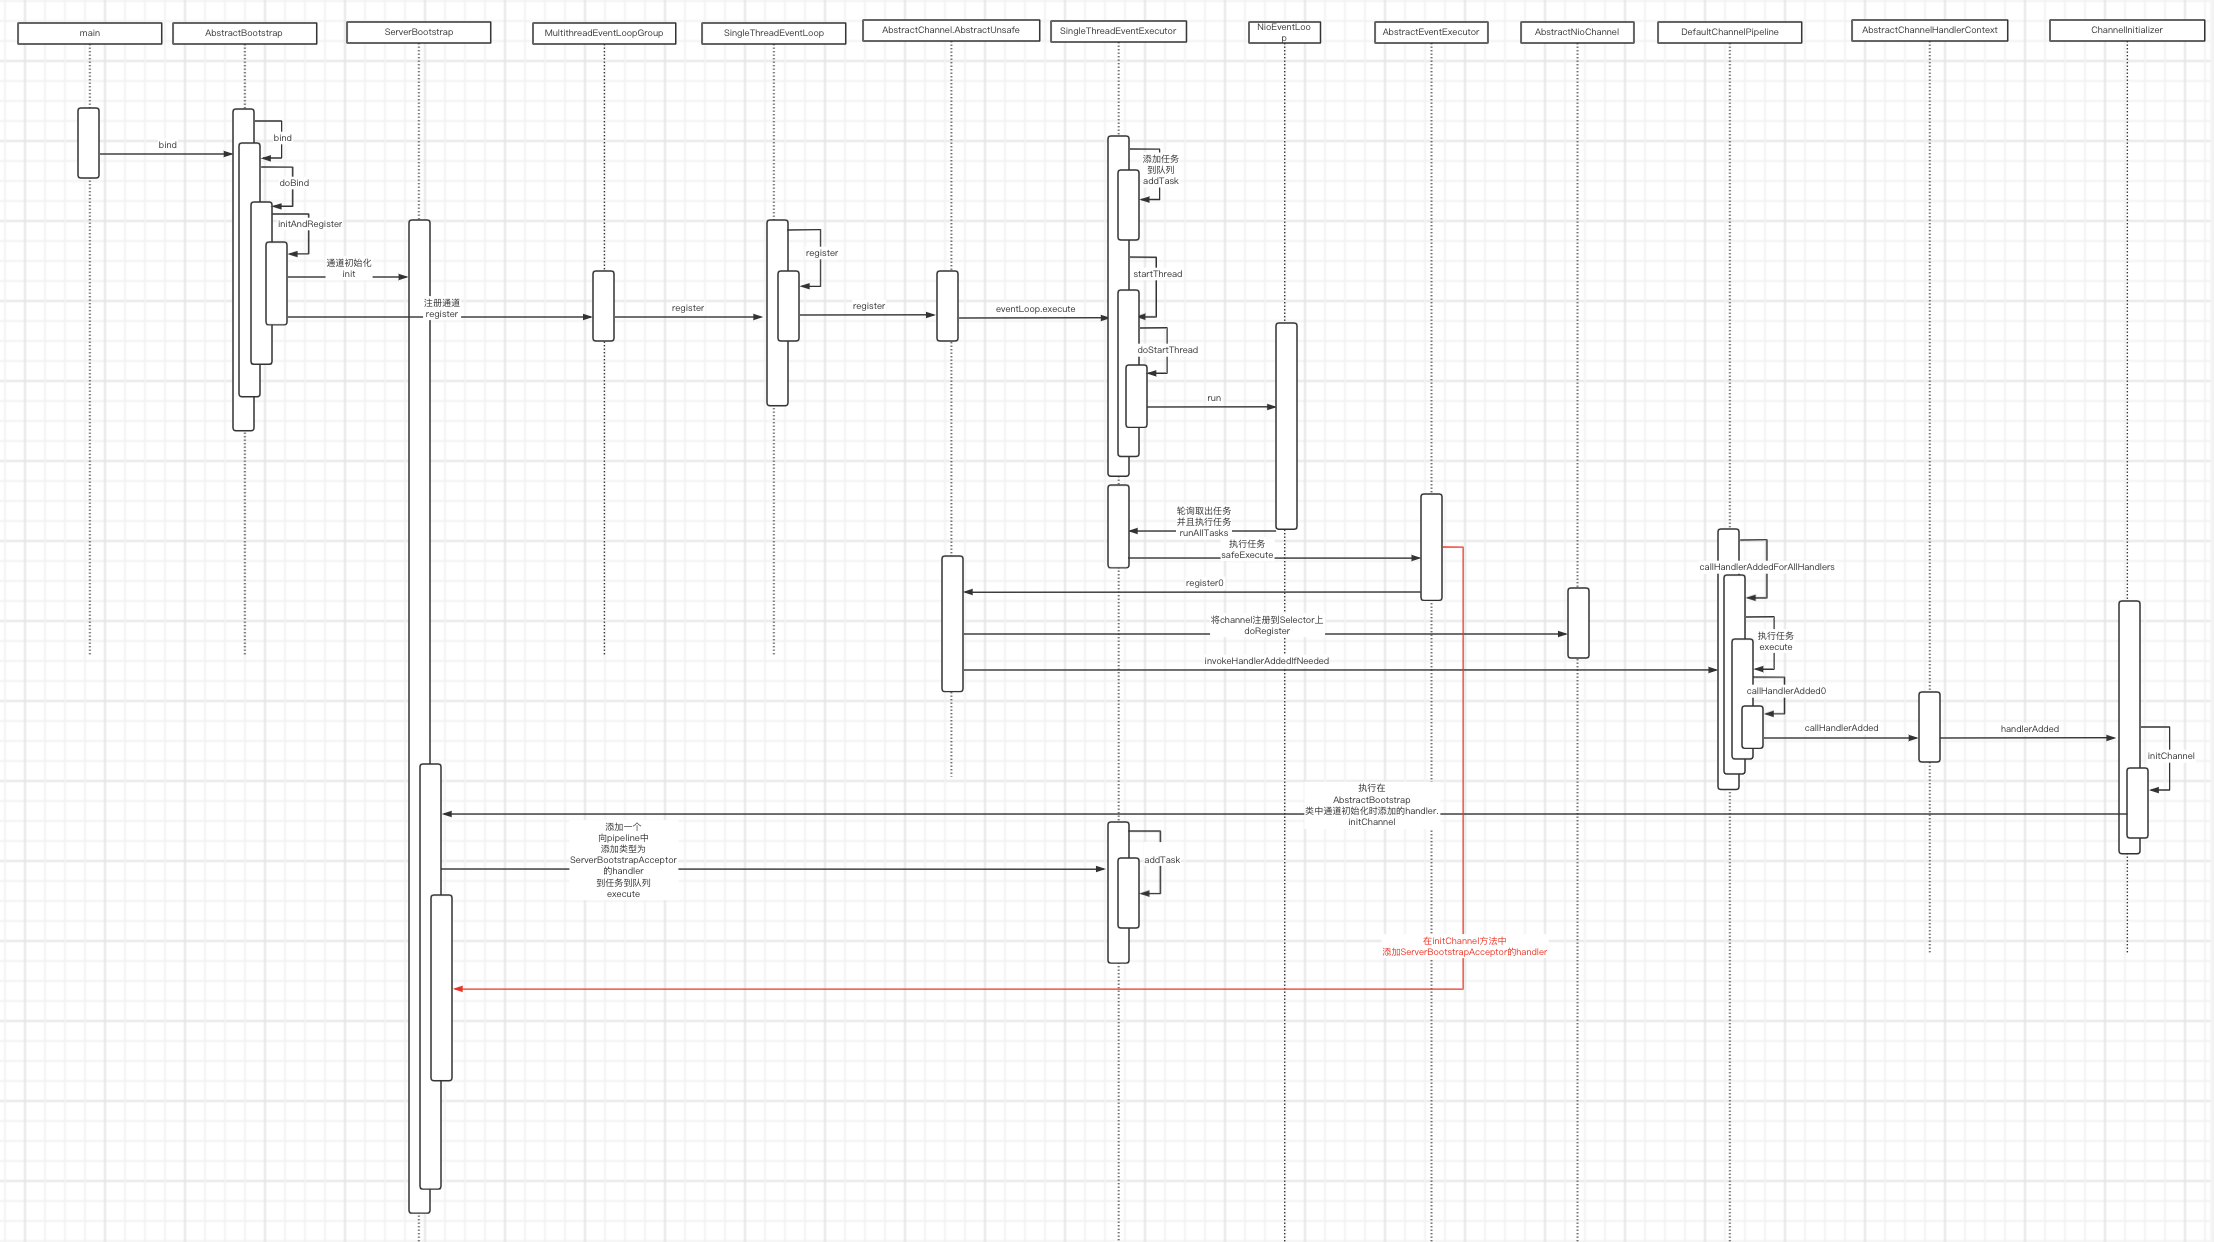 main
AbstractBootstrap
ServerBootstrap
MultithreadEventLoopGroup
SingleThreadEventLoop
AbstractChannel.AbstractUnsafe
SingleThreadEventExecutor
NioEventLoo
p
AbstractEventExecutor
AbstractNioChannel
DefaultChannelPipeline
AbstractChannelHandlerContext
ChannelInitializer
bind
bind
doBind
initAndRegister
通道初始化
init
注册通道
register
register
register
register
eventLoop.execute
添加任务
到队列
addTask
startThread
doStartThread
run
轮询取出任务
并且执行任务
runAllTasks
执行任务
safeExecute
register0
将channel注册到Selector上
doRegister
invokeHandlerAddedIfNeeded
callHandlerAddedForAllHandlers
执行任务
execute
callHandlerAdded0
callHandlerAdded
handlerAdded
initChannel
执行在
AbstractBootstrap
类中通道初始化时添加的handler.
initChannel
添加一个
向pipeline中
添加类型为
ServerBootstrapAcceptor
的handler
到任务到队列
execute
addTask
在initChannel方法中
添加ServerBootstrapAcceptor的handler